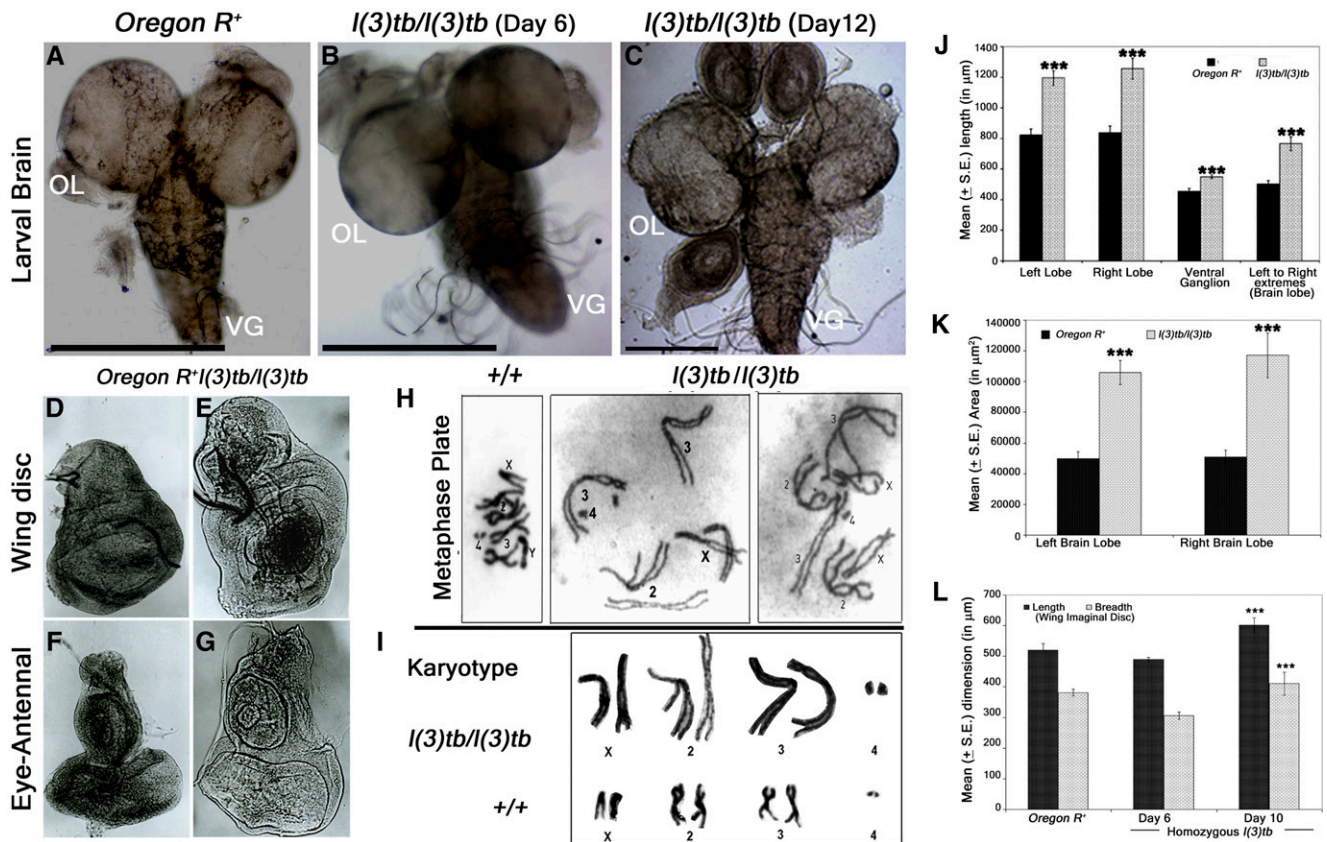 Oregon R+
l(3)tb/l(3)tb (Day 6)
l(3)tb/l(3)tb (Day12)
Larval Brain
A
OL
VG
B
OL
VG
C
OL
VG
Oregon R+ l(3)tb/l(3)tb
Wing disc
D
E
Eye-Antennal
F
G
+/+
l(3)tb/l(3)tb
H
Metaphase Plate
X
2
3
4
Y
3
3
4
X
2
3
2
X
4
3
X
2
I
Karyotype
l(3)tb/l(3)tb
X
2
3
4
+/+
X
2
3
4
J
Mean (± S.E.) length (in μm)
1400
1200
1000
800
600
400
200
0
Oregon R+
l(3)tb/l(3)tb
***
***
***
***
Left Lobe
Right Lobe
Ventral
Ganglion
Left to Right
extremes
(Brain lobe)
K
Mean (± S.E.) Area (in μm²)
140000
120000
100000
80000
60000
40000
20000
0
Oregon R+
l(3)tb/l(3)tb
***
***
Left Brain Lobe
Right Brain Lobe
L
Mean (± S.E.) dimension (in μm)
700
600
500
400
300
200
100
0
Length
Breadth
(Wing Imaginal Disc)
***
***
Oregon R+
Day 6
Day 10
Homozygous l(3)tb